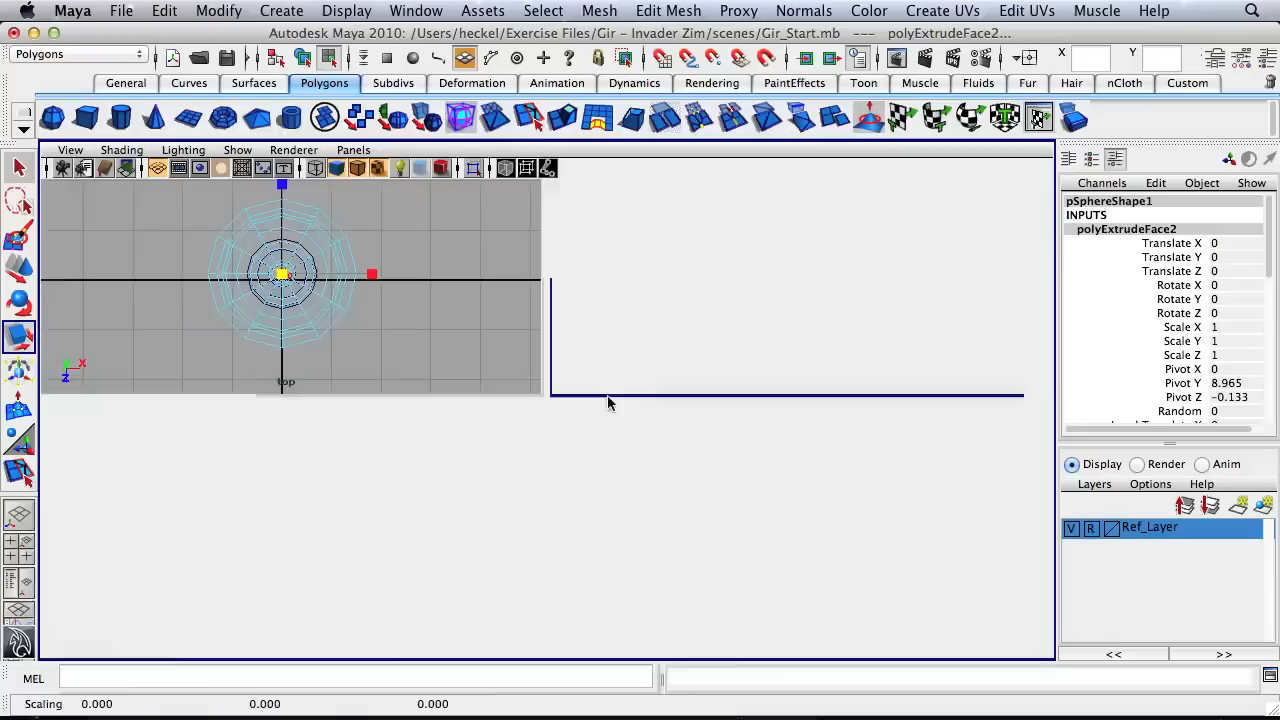 Maya File Edit Modify Create Display Window Assets Select Mesh Edit Mesh Proxy Normals Color Create UVs Edit UVs Muscle Help
Autodesk Maya 2010: /Users/heckel/Exercise Files/Gir - Invader Zim/scenes/Gir_Start.mb --- polyExtrudeFace2...
Polygons X Y
General Curves Surfaces Polygons Subdivs Deformation Animation Dynamics Rendering PaintEffects Toon Muscle Fluids Fur Hair nCloth Custom
View Shading Lighting Show Renderer Panels
Channels Edit Object Show
pSphereShape1
INPUTS
polyExtrudeFace2
Translate X 0
Translate Y 0
Translate Z 0
Rotate X 0
Rotate Y 0
Rotate Z 0
Scale X 1
Scale Y 1
Scale Z 1
Pivot X 0
Pivot Y 8.965
Pivot Z -0.133
Random 0
Y X
Z
top
Display Render Anim
Layers Options Help
V R Ref_Layer
<< >>
MEL
Scaling 0.000 0.000 0.000